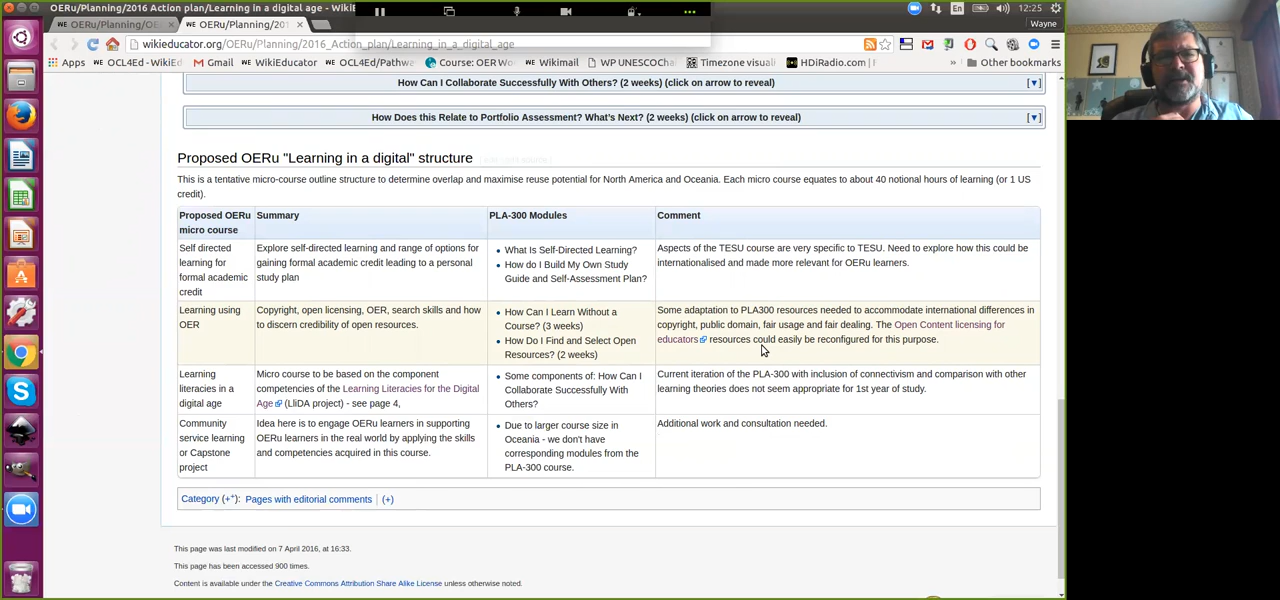 OERu/Planning/2016 Action plan/Learning in a digital age - WikiE
12:25
En
WE OERu/Planning/2016 ×
WE OERu/Planning/201 ×
Wayne
wikieducator.org/OERu/Planning/2016_Action_plan/Learning_in_a_digital_age
Apps
WE OCL4Ed - WikiEd
Gmail
WE WikiEducator
WE OCL4Ed/Pathw
Course: OER Wo
WE Wikimail
WP UNESCOCha
Timezone visuali
HDiRadio.com | F
»
Other bookmarks
How Can I Collaborate Successfully With Others? (2 weeks) (click on arrow to reveal)
[▼]
How Does this Relate to Portfolio Assessment? What's Next? (2 weeks) (click on arrow to reveal)
[▼]
Proposed OERu "Learning in a digital" structure
This is a tentative micro-course outline structure to determine overlap and maximise reuse potential for North America and Oceania. Each micro course equates to about 40 notional hours of learning (or 1 US
credit).
Proposed OERu
micro course
Summary
PLA-300 Modules
Comment
Self directed
learning for
formal academic
credit
Explore self-directed learning and range of options for
gaining formal academic credit leading to a personal
study plan
• What Is Self-Directed Learning?
• How do I Build My Own Study
Guide and Self-Assessment Plan?
Aspects of the TESU course are very specific to TESU. Need to explore how this could be
internationalised and made more relevant for OERu learners.
Learning using
OER
Copyright, open licensing, OER, search skills and how
to discern credibility of open resources.
• How Can I Learn Without a
Course? (3 weeks)
• How Do I Find and Select Open
Resources? (2 weeks)
Some adaptation to PLA300 resources needed to accommodate international differences in
copyright, public domain, fair usage and fair dealing. The Open Content licensing for
educators resources could easily be reconfigured for this purpose.
Learning
literacies in a
digital age
Micro course to be based on the component
competencies of the Learning Literacies for the Digital
Age (LliDA project) - see page 4,
• Some components of: How Can I
Collaborate Successfully With
Others?
Current iteration of the PLA-300 with inclusion of connectivism and comparison with other
learning theories does not seem appropriate for 1st year of study.
Community
service learning
or Capstone
project
Idea here is to engage OERu learners in supporting
OERu learners in the real world by applying the skills
and competencies acquired in this course.
• Due to larger course size in
Oceania - we don't have
corresponding modules from the
PLA-300 course.
Additional work and consultation needed.
Category (+⁺): Pages with editorial comments | (+)
This page was last modified on 7 April 2016, at 16:33.
This page has been accessed 900 times.
Content is available under the Creative Commons Attribution Share Alike License unless otherwise noted.